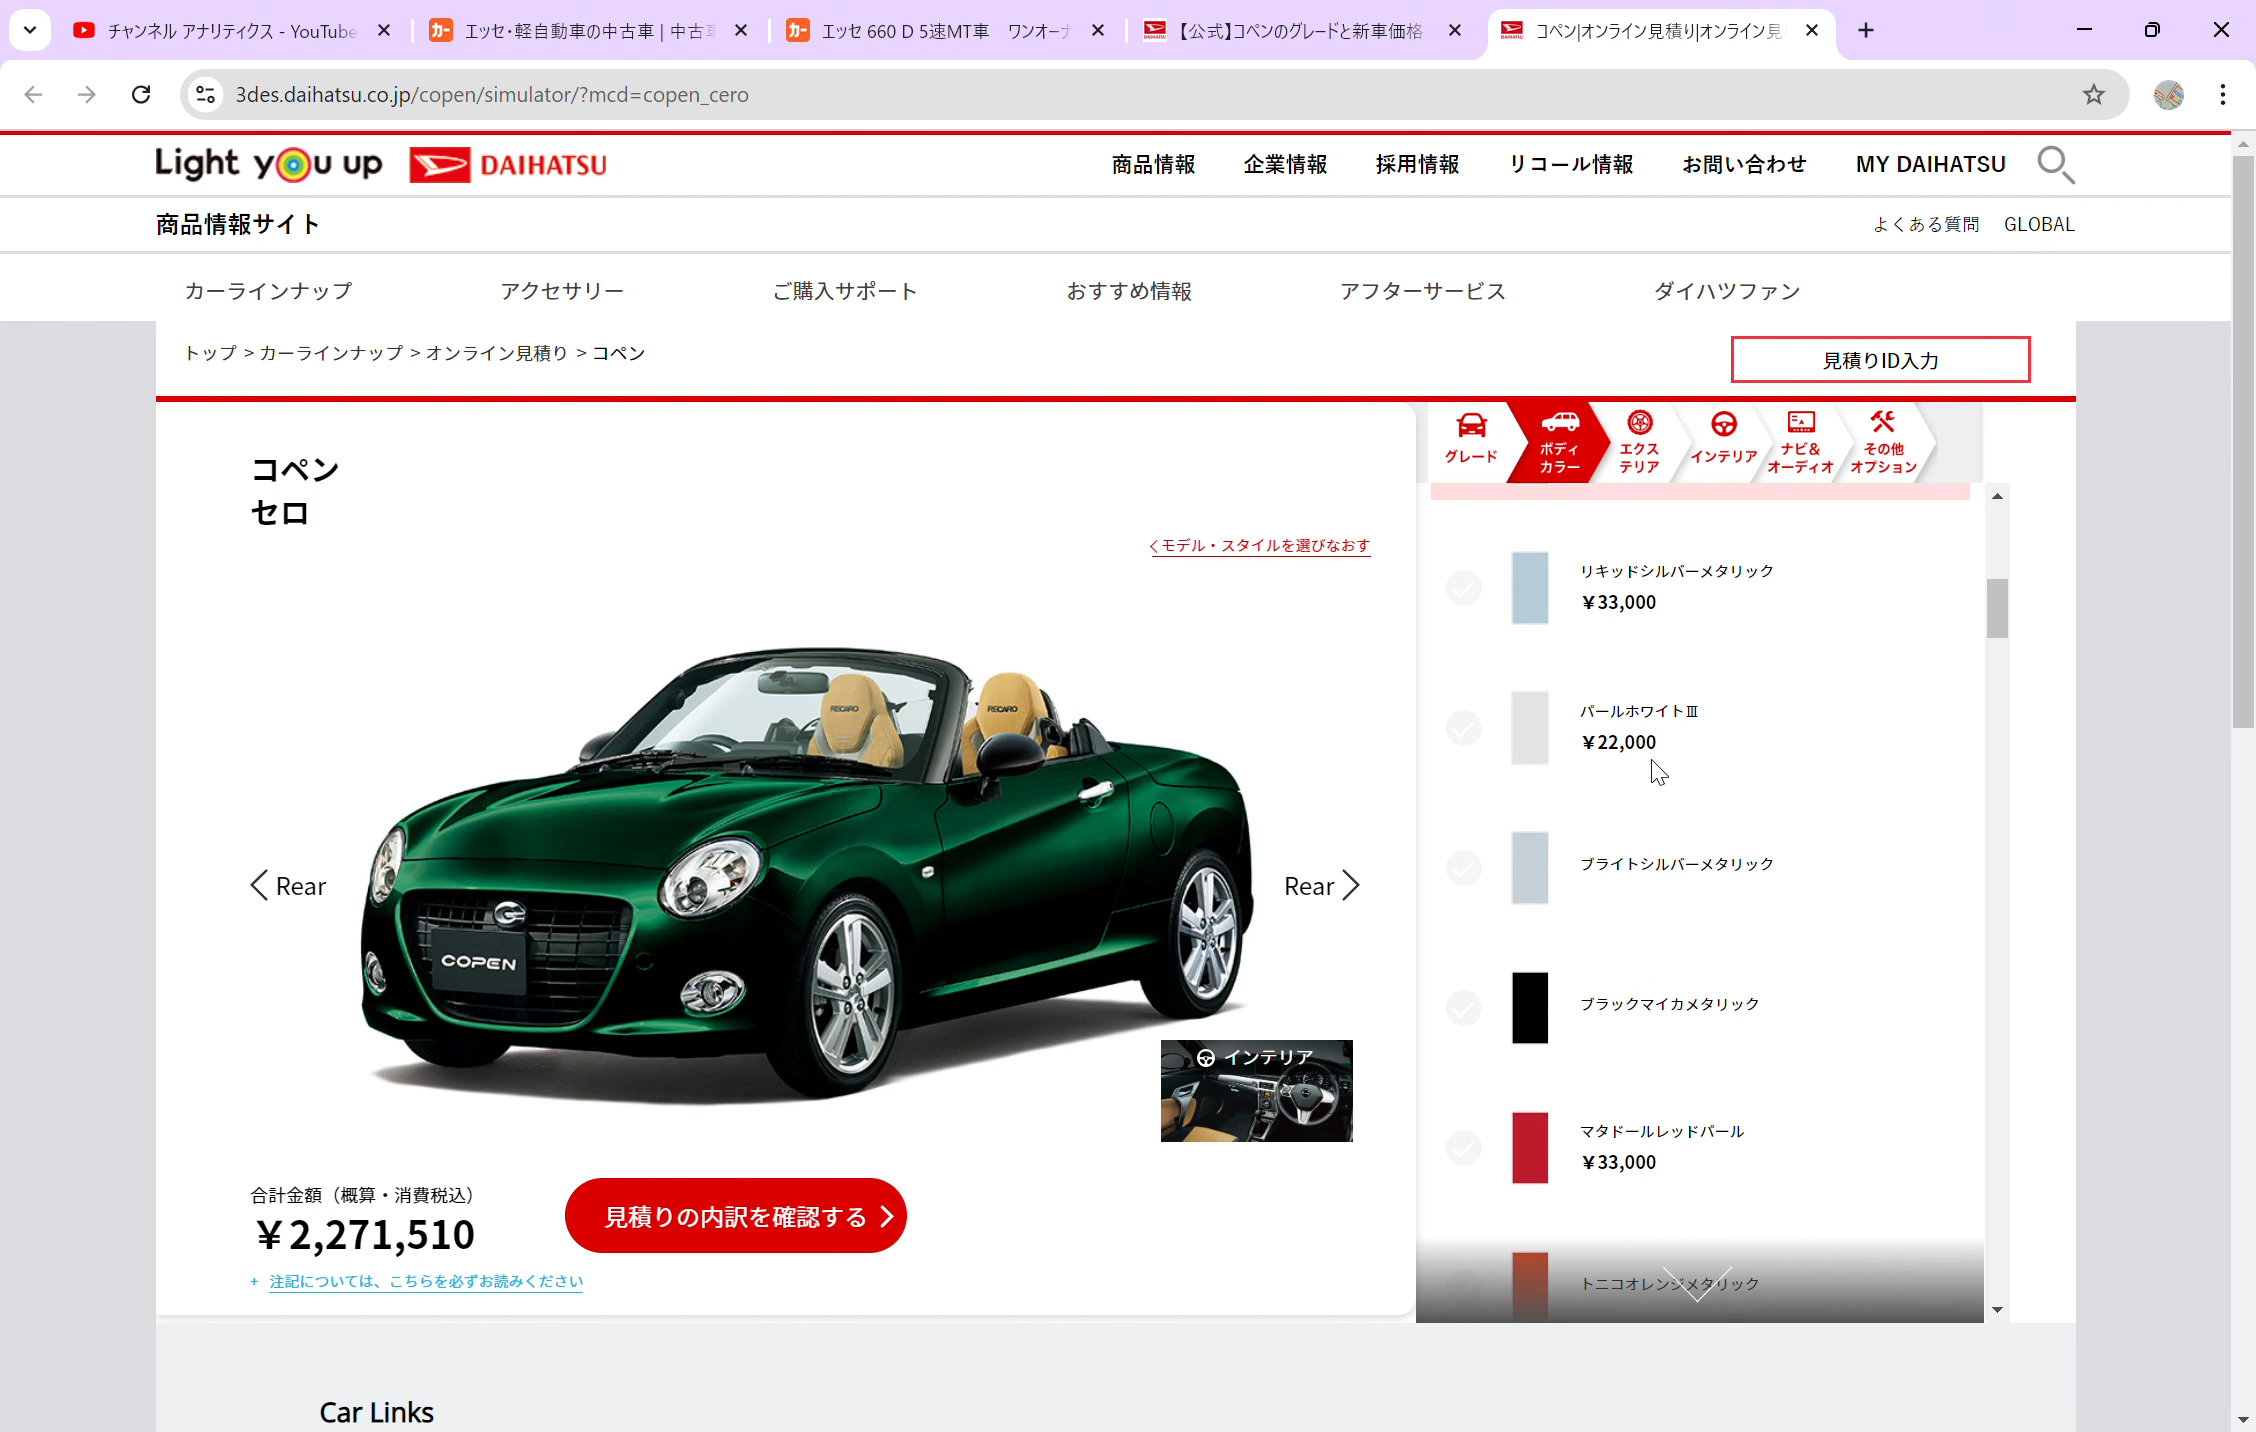 チャンネル アナリティクス - YouTube
エッセ・軽自動車の中古車 | 中古車
エッセ 660 D 5速MT車 ワンオーナ
【公式】コペンのグレードと新車価格
コペン|オンライン見積り|オンライン見
3des.daihatsu.co.jp/copen/simulator/?mcd=copen_cero
Light you up DAIHATSU
商品情報 企業情報 採用情報 リコール情報 お問い合わせ MY DAIHATSU
商品情報サイト
よくある質問 GLOBAL
カーラインナップ アクセサリー ご購入サポート おすすめ情報 アフターサービス ダイハツファン
トップ > カーラインナップ > オンライン見積り > コペン
見積りID入力
グレード
ボディ
カラー
エクス
テリア
インテリア
ナビ&
オーディオ
その他
オプション
コペン
セロ
モデル・スタイルを選びなおす
リキッドシルバーメタリック
¥33,000
パールホワイトⅢ
¥22,000
ブライトシルバーメタリック
ブラックマイカメタリック
マタドールレッドパール
¥33,000
トニコオレンジメタリック
RECARO
RECARO
COPEN
Rear
Rear
インテリア
合計金額（概算・消費税込）
¥2,271,510
見積りの内訳を確認する
+ 注記については、こちらを必ずお読みください
Car Links